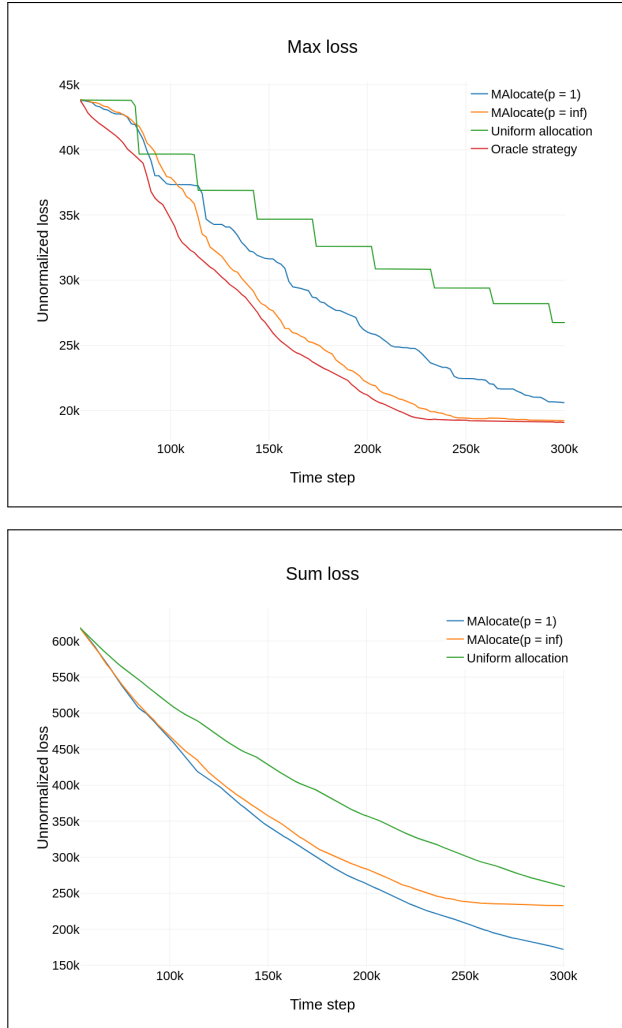 Max loss
45k
40k
35k
30k
25k
20k
Unnormalized loss
MAlocate(p = 1)
MAlocate(p = inf)
Uniform allocation
Oracle strategy
100k
150k
200k
250k
300k
Time step
Sum loss
600k
550k
500k
450k
400k
350k
300k
250k
200k
150k
Unnormalized loss
MAlocate(p = 1)
MAlocate(p = inf)
Uniform allocation
100k
150k
200k
250k
300k
Time step